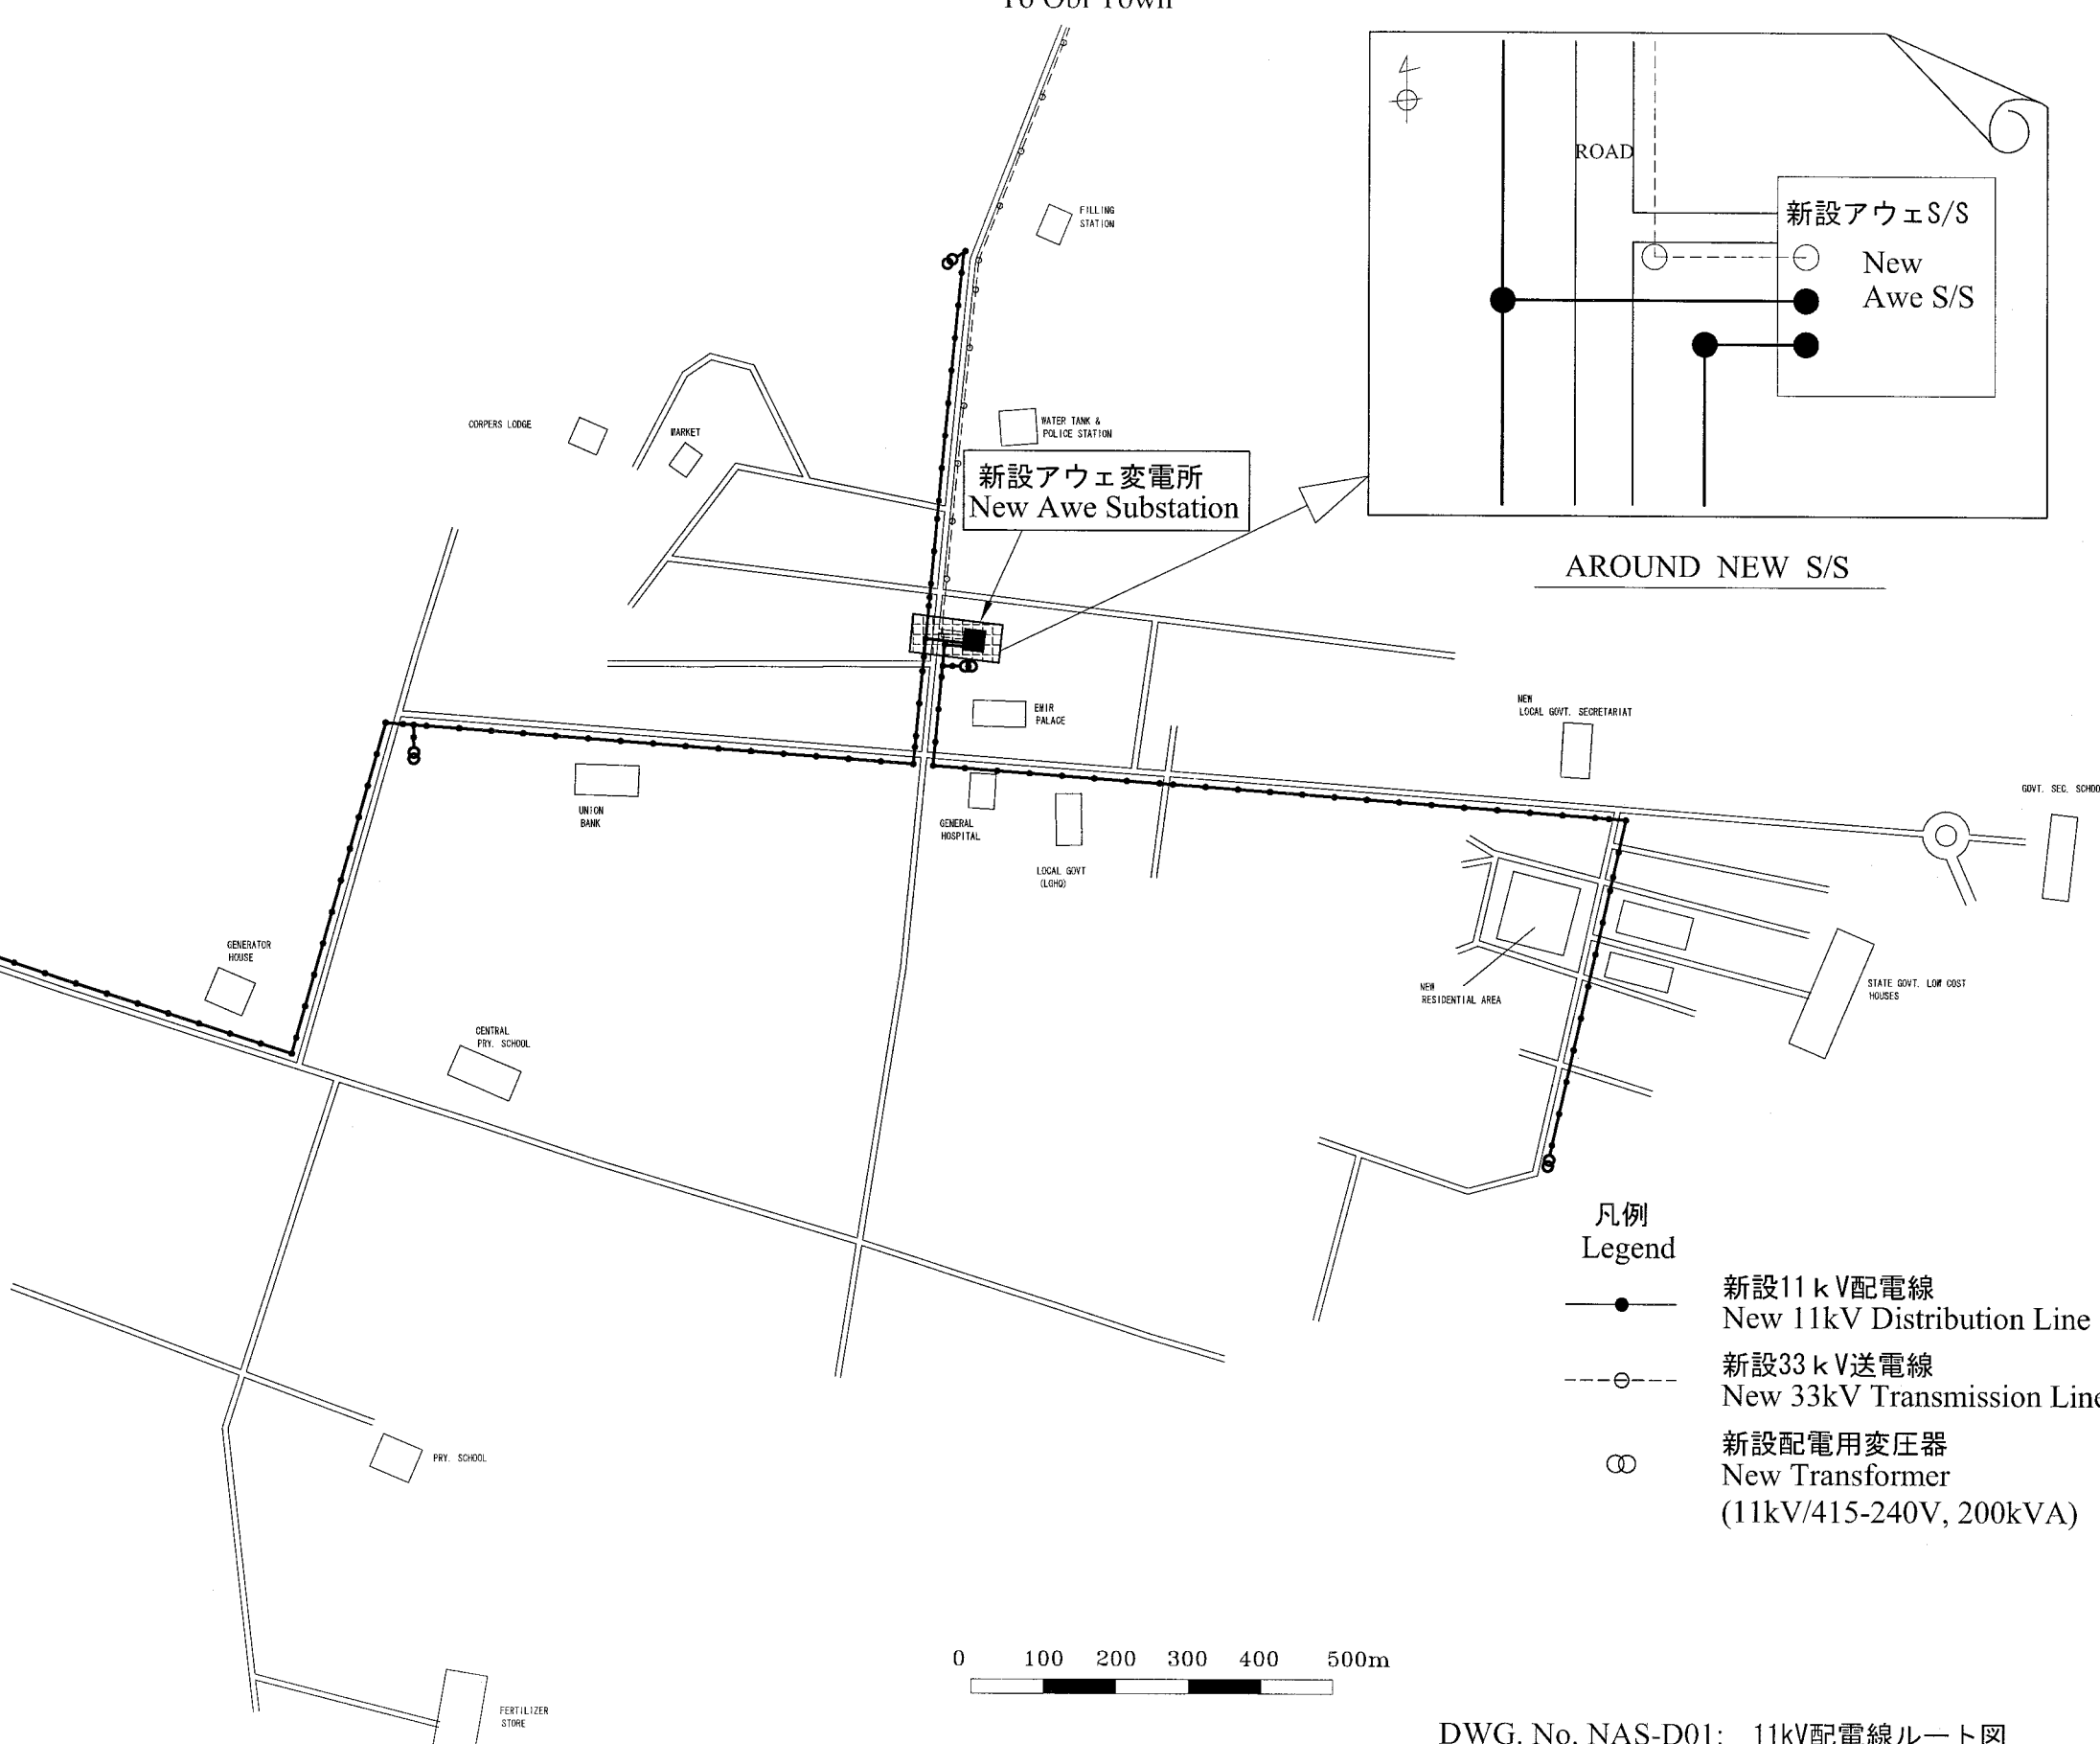 To Obi Town
ROAD
新設アウェS/S
New
Awe S/S
AROUND NEW S/S
FILLING
STATION
CORPERS LODGE
MARKET
WATER TANK &
POLICE STATION
新設アウェ変電所
New Awe Substation
EMIR
PALACE
NEW
LOCAL GOVT. SECRETARIAT
GOVT. SEC. SCHOO
UNION
BANK
GENERAL
HOSPITAL
LOCAL GOVT
(LGHQ)
GENERATOR
HOUSE
CENTRAL
PRY. SCHOOL
NEW
RESIDENTIAL AREA
STATE GOVT. LOW COST
HOUSES
PRY. SCHOOL
FERTILIZER
STORE
凡例
Legend
新設11kV配電線
New 11kV Distribution Line
新設33kV送電線
New 33kV Transmission Line
新設配電用変圧器
New Transformer
(11kV/415-240V, 200kVA)
0 100 200 300 400 500m
DWG. No. NAS-D01: 11kV配電線ルート図